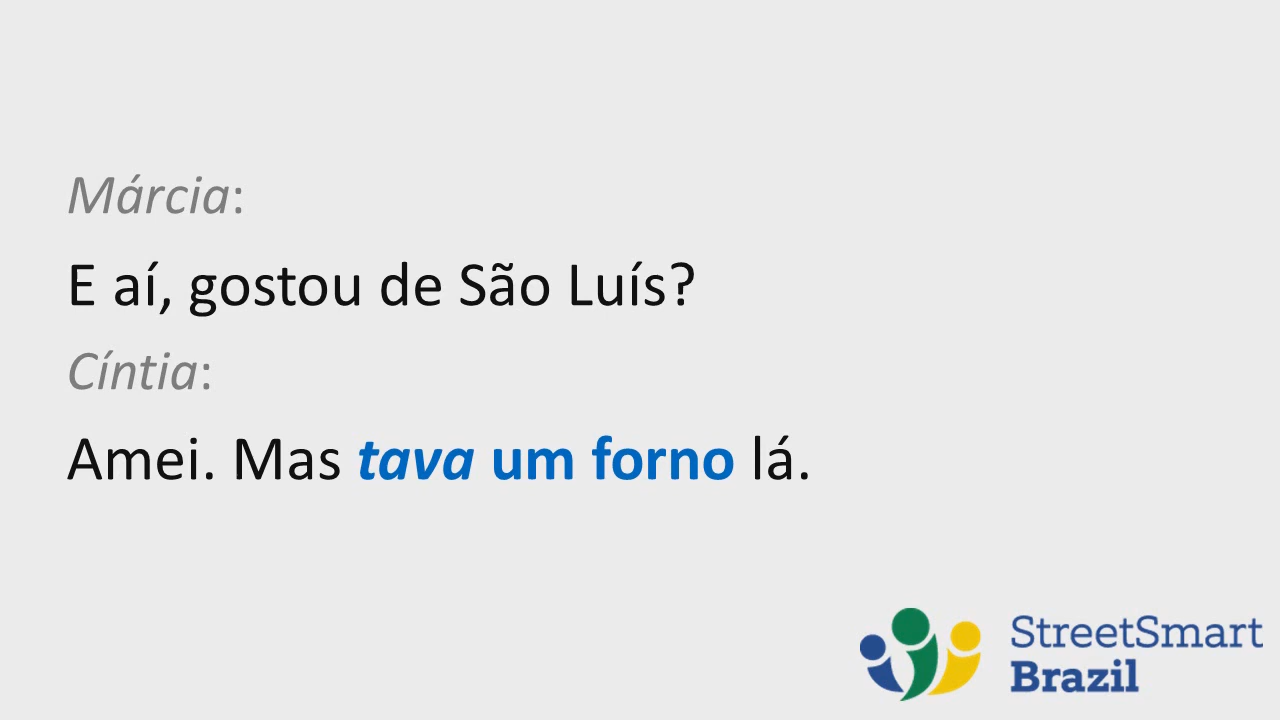 Márcia:
E aí, gostou de São Luís?
Cíntia:
Amei. Mas tava um forno lá.
StreetSmart
Brazil